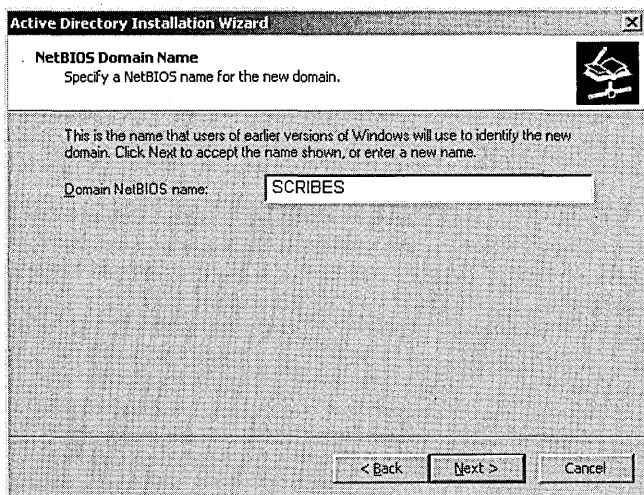 Active Directory Installation Wizard
NetBIOS Domain Name
Specify a NetBIOS name for the new domain.
This is the name that users of earlier versions of Windows will use to identify the new
domain. Click Next to accept the name shown, or enter a new name.
Domain NetBIOS name: SCRIBES
< Back Next > Cancel